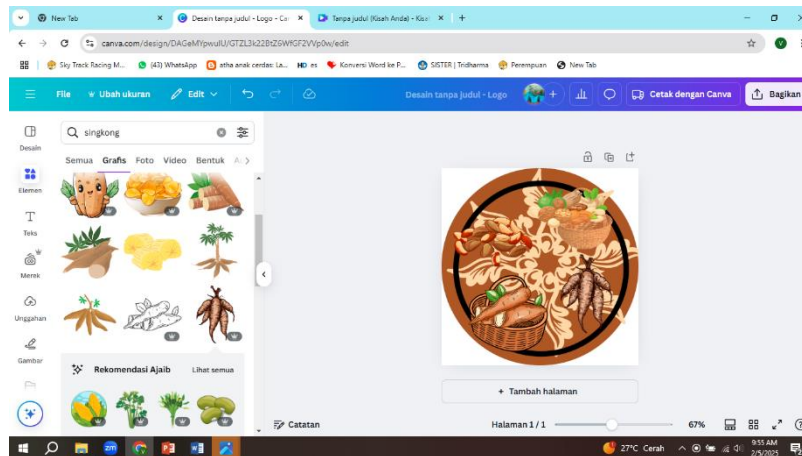 New Tab
Desain tanpa judul - Logo - Ca
Tanpa judul (Kisah Anda) - Kisa
canva.com/design/DAGeMYpwulU/GTZL3k22BtZ6WfGF2VVp0w/edit
Sky Track Racing M...
(43) WhatsApp
atha anak cerdas: La...
HD es
Konversi Word ke P...
SISTER | Tridharma
Perempuan
New Tab
File
Ubah ukuran
Edit
Desain tanpa judul - Logo
Cetak dengan Canva
Bagikan
Desain
singkong
Semua Grafis Foto Video Bentuk
Elemen
Teks
Merek
Unggahan
Gambar
Rekomendasi Ajaib
Lihat semua
+ Tambah halaman
Catatan
Halaman 1 / 1
67%
27°C Cerah
9:55 AM
2/5/2025